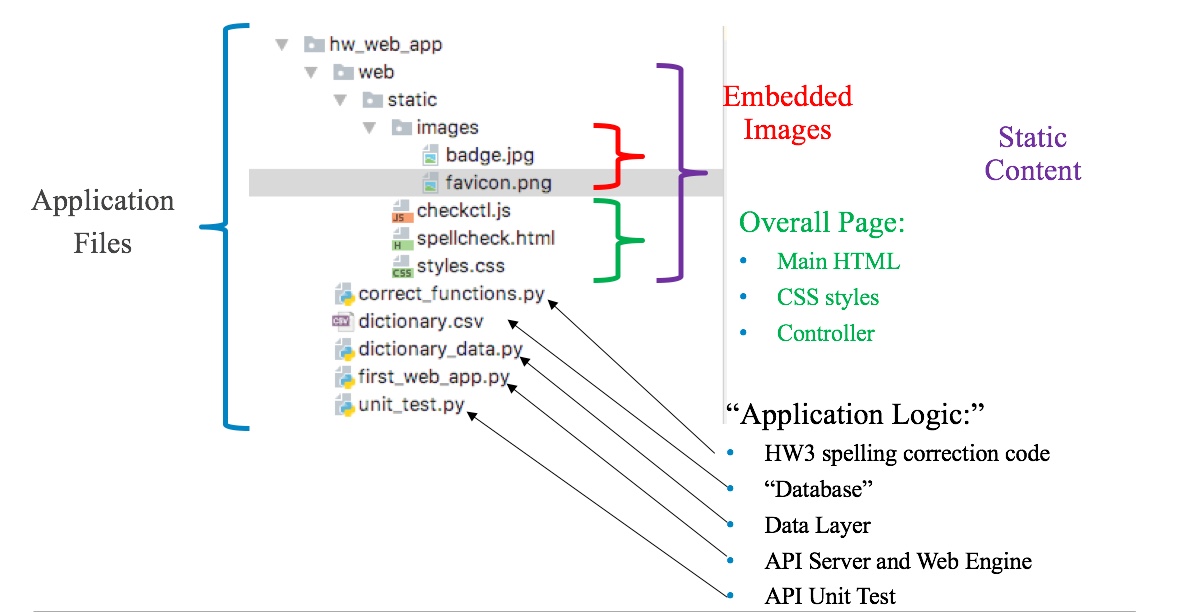 Application
Files
hw_web_app
web
static
images
badge.jpg
favicon.png
JS checkctl.js
H spellcheck.html
CSS styles.css
correct_functions.py
CSV dictionary.csv
dictionary_data.py
first_web_app.py
unit_test.py
Embedded
Images
Static
Content
Overall Page:
• Main HTML
• CSS styles
• Controller
“Application Logic:”
• HW3 spelling correction code
• “Database”
• Data Layer
• API Server and Web Engine
• API Unit Test